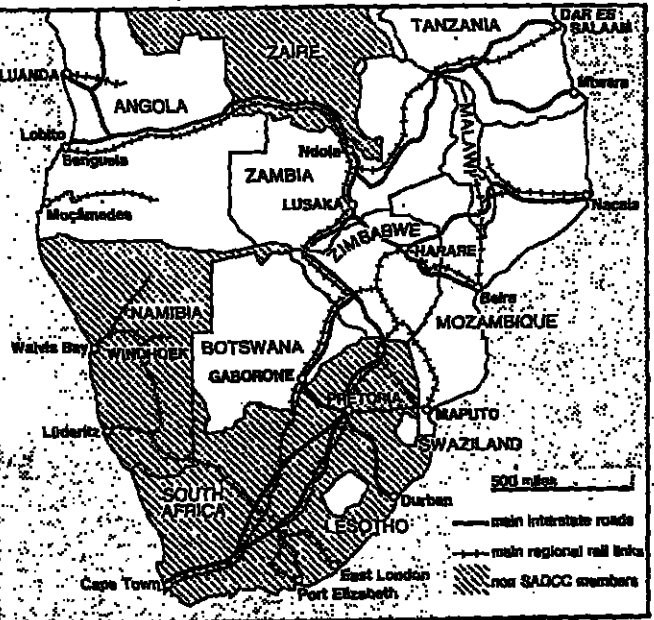 TANZANIA
DAR ES
SALAAM
ZAIRE
LUANDA
Mtwara
ANGOLA
MALAWI
Lobito
Benguela
Ndola
ZAMBIA
LUSAKA
Nacala
Moçâmedes
ZIMBABWE
HARARE
Beira
NAMIBIA
MOZAMBIQUE
Walvis Bay
WINDHOEK
BOTSWANA
GABORONE
PRETORIA
MAPUTO
Lüderitz
SWAZILAND
SOUTH
AFRICA
500 miles
Durban
LESOTHO
main interstate roads
main regional rail links
East London
non SADCC members
Cape Town
Port Elizabeth